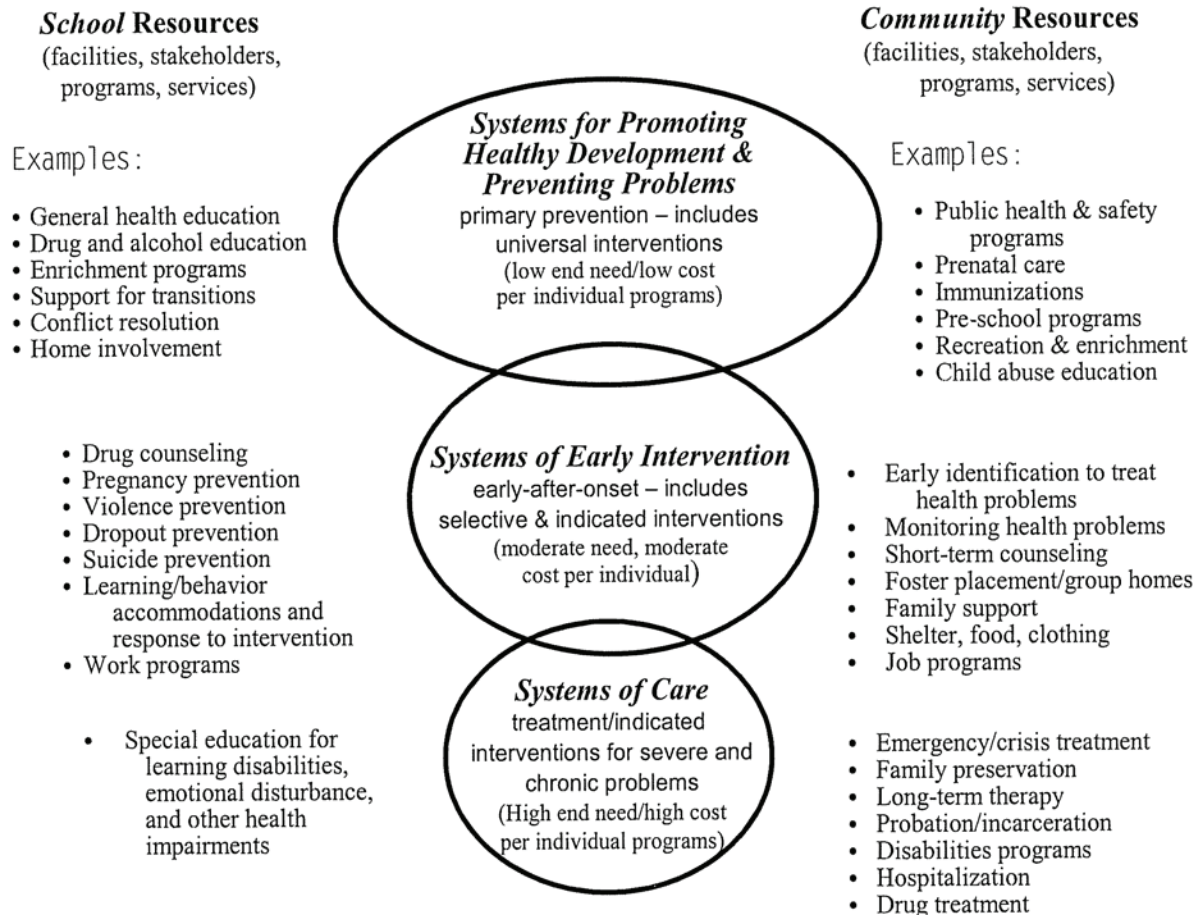 School Resources
(facilities, stakeholders,
programs, services)
Examples:
• General health education
• Drug and alcohol education
• Enrichment programs
• Support for transitions
• Conflict resolution
• Home involvement
• Drug counseling
• Pregnancy prevention
• Violence prevention
• Dropout prevention
• Suicide prevention
• Learning/behavior
accommodations and
response to intervention
• Work programs
• Special education for
learning disabilities,
emotional disturbance,
and other health
impairments
Systems for Promoting
Healthy Development &
Preventing Problems
primary prevention – includes
universal interventions
(low end need/low cost
per individual programs)
Systems of Early Intervention
early-after-onset – includes
selective & indicated interventions
(moderate need, moderate
cost per individual)
Systems of Care
treatment/indicated
interventions for severe and
chronic problems
(High end need/high cost
per individual programs)
Community Resources
(facilities, stakeholders,
programs, services)
Examples:
• Public health & safety
programs
• Prenatal care
• Immunizations
• Pre-school programs
• Recreation & enrichment
• Child abuse education
• Early identification to treat
health problems
• Monitoring health problems
• Short-term counseling
• Foster placement/group homes
• Family support
• Shelter, food, clothing
• Job programs
• Emergency/crisis treatment
• Family preservation
• Long-term therapy
• Probation/incarceration
• Disabilities programs
• Hospitalization
• Drug treatment